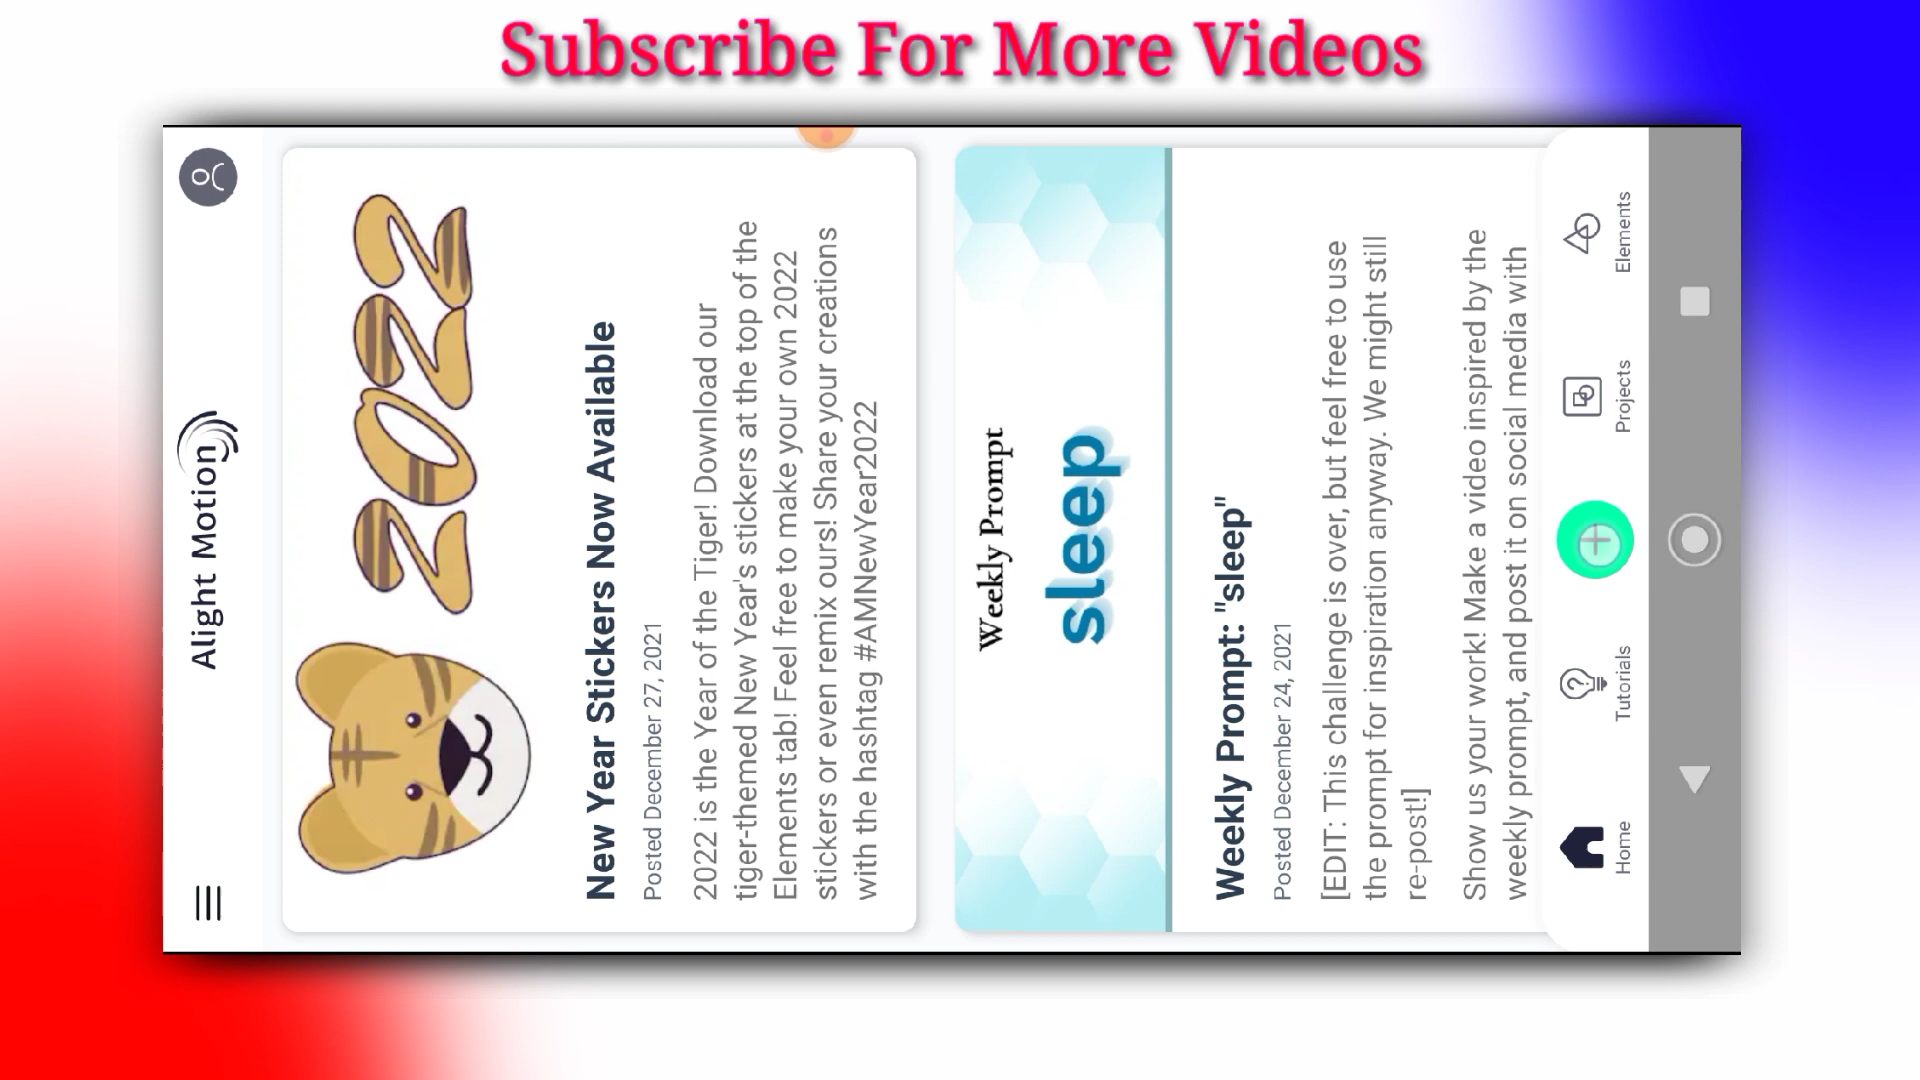 Subscribe For More Videos
Alight Motion
2022
New Year Stickers Now Available
Posted December 27, 2021
2022 is the Year of the Tiger! Download our
tiger-themed New Year's stickers at the top of the
Elements tab! Feel free to make your own 2022
stickers or even remix ours! Share your creations
with the hashtag #AMNewYear2022
Weekly Prompt
sleep
Weekly Prompt: "sleep"
Posted December 24, 2021
[EDIT: This challenge is over, but feel free to use
the prompt for inspiration anyway. We might still
re-post!]
Show us your work! Make a video inspired by the
weekly prompt, and post it on social media with
Home
Tutorials
Projects
Elements